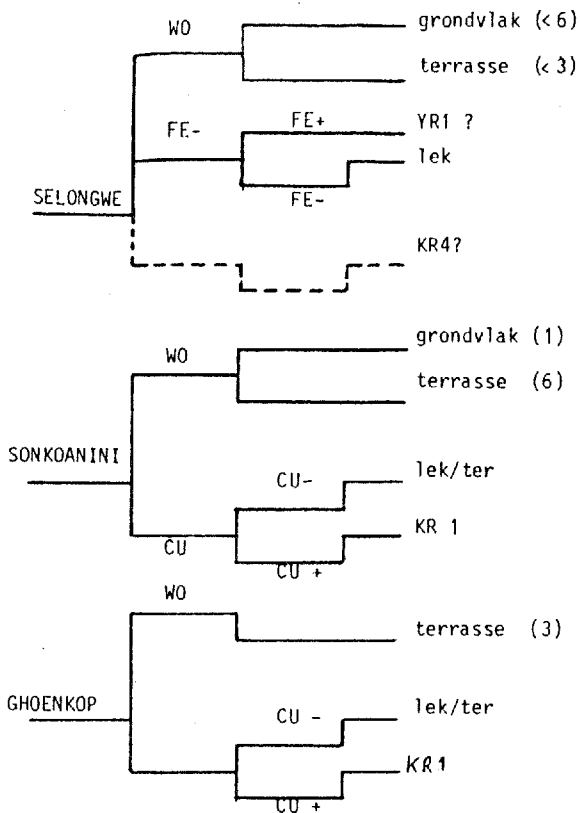 WO
grondvlak (<6)
terrasse (<3)
FE-
FE+
YR1 ?
lek
FE-
SELONGWE
KR4?
WO
grondvlak (1)
terrasse (6)
SONKOANINI
CU-
lek/ter
CU
KR 1
CU +
WO
terrasse (3)
GHOENKOP
CU -
lek/ter
KR1
CU +